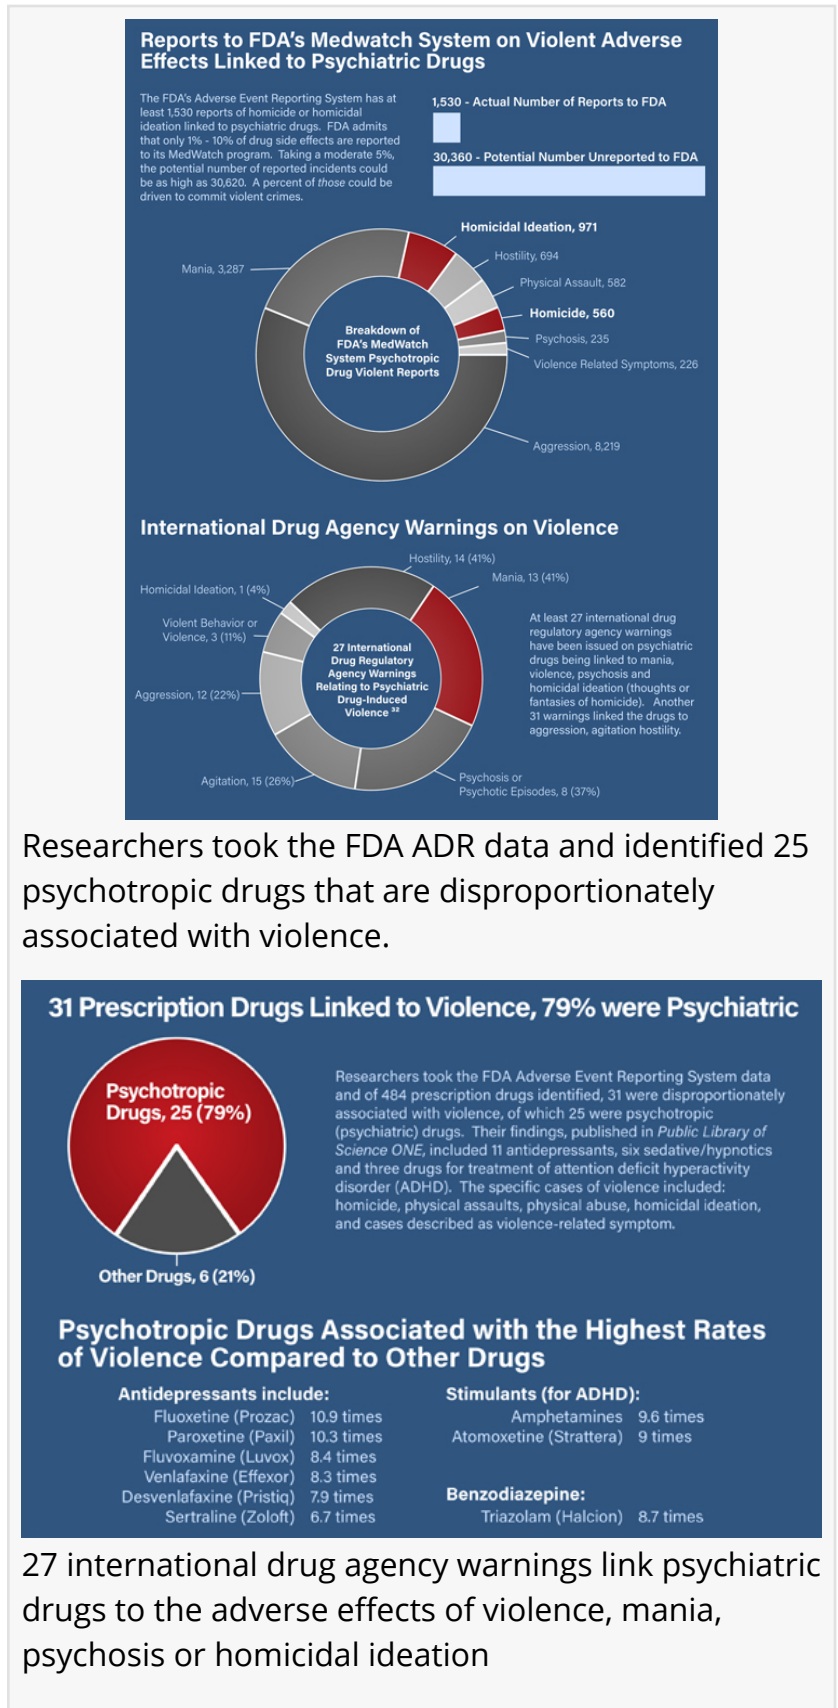 Reports to FDA's Medwatch System on Violent Adverse
Effects Linked to Psychiatric Drugs
The FDA's Adverse Event Reporting System has at
least 1,530 reports of homicide or homicidal
ideation linked to psychiatric drugs. FDA admits
that only 1% - 10% of drug side effects are reported
to its MedWatch program. Taking a moderate 5%,
the potential number of reported incidents could
be as high as 30,620. A percent of those could be
driven to commit violent crimes.
1,530 - Actual Number of Reports to FDA
30,360 - Potential Number Unreported to FDA
Homicidal Ideation, 971
Hostility, 694
Physical Assault, 582
Homicide, 560
Psychosis, 235
Violence Related Symptoms, 226
Aggression, 8,219
Mania, 3,287
Breakdown of
FDA's MedWatch
System Psychotropic
Drug Violent Reports
International Drug Agency Warnings on Violence
Hostility, 14 (41%)
Mania, 13 (41%)
Homicidal Ideation, 1 (4%)
Violent Behavior or
Violence, 3 (11%)
Aggression, 12 (22%)
Agitation, 15 (26%)
Psychosis or
Psychotic Episodes, 8 (37%)
27 International
Drug Regulatory
Agency Warnings
Relating to Psychiatric
Drug-Induced
Violence 32
At least 27 international drug
regulatory agency warnings
have been issued on psychiatric
drugs being linked to mania,
violence, psychosis and
homicidal ideation (thoughts or
fantasies of homicide). Another
31 warnings linked the drugs to
aggression, agitation hostility.
Researchers took the FDA ADR data and identified 25
psychotropic drugs that are disproportionately
associated with violence.
31 Prescription Drugs Linked to Violence, 79% were Psychiatric
Psychotropic
Drugs, 25 (79%)
Other Drugs, 6 (21%)
Researchers took the FDA Adverse Event Reporting System data
and of 484 prescription drugs identified, 31 were disproportionately
associated with violence, of which 25 were psychotropic
(psychiatric) drugs. Their findings, published in Public Library of
Science ONE, included 11 antidepressants, six sedative/hypnotics
and three drugs for treatment of attention deficit hyperactivity
disorder (ADHD). The specific cases of violence included:
homicide, physical assaults, physical abuse, homicidal ideation,
and cases described as violence-related symptom.
Psychotropic Drugs Associated with the Highest Rates
of Violence Compared to Other Drugs
Antidepressants include:
Fluoxetine (Prozac) 10.9 times
Paroxetine (Paxil) 10.3 times
Fluvoxamine (Luvox) 8.4 times
Venlafaxine (Effexor) 8.3 times
Desvenlafaxine (Pristiq) 7.9 times
Sertraline (Zoloft) 6.7 times
Stimulants (for ADHD):
Amphetamines 9.6 times
Atomoxetine (Strattera) 9 times
Benzodiazepine:
Triazolam (Halcion) 8.7 times
27 international drug agency warnings link psychiatric
drugs to the adverse effects of violence, mania,
psychosis or homicidal ideation